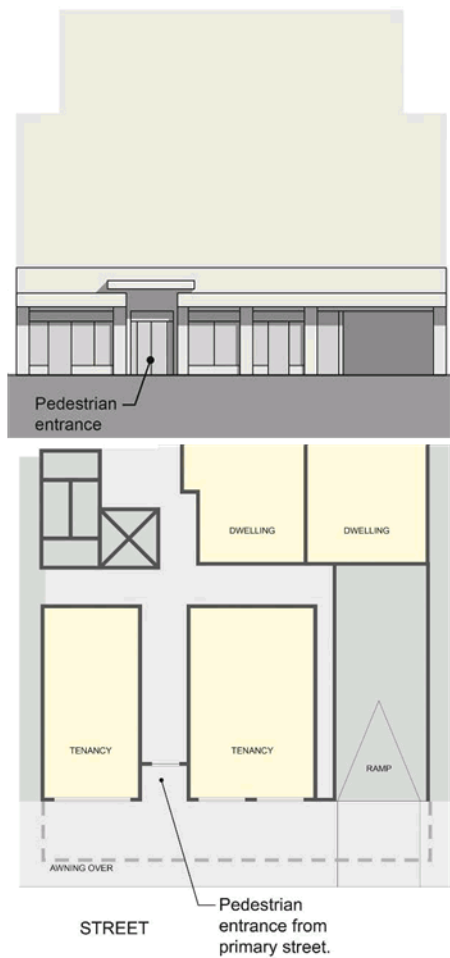 Pedestrian
entrance
DWELLING
DWELLING
TENANCY
TENANCY
RAMP
AWNING OVER
STREET
Pedestrian
entrance from
primary street.